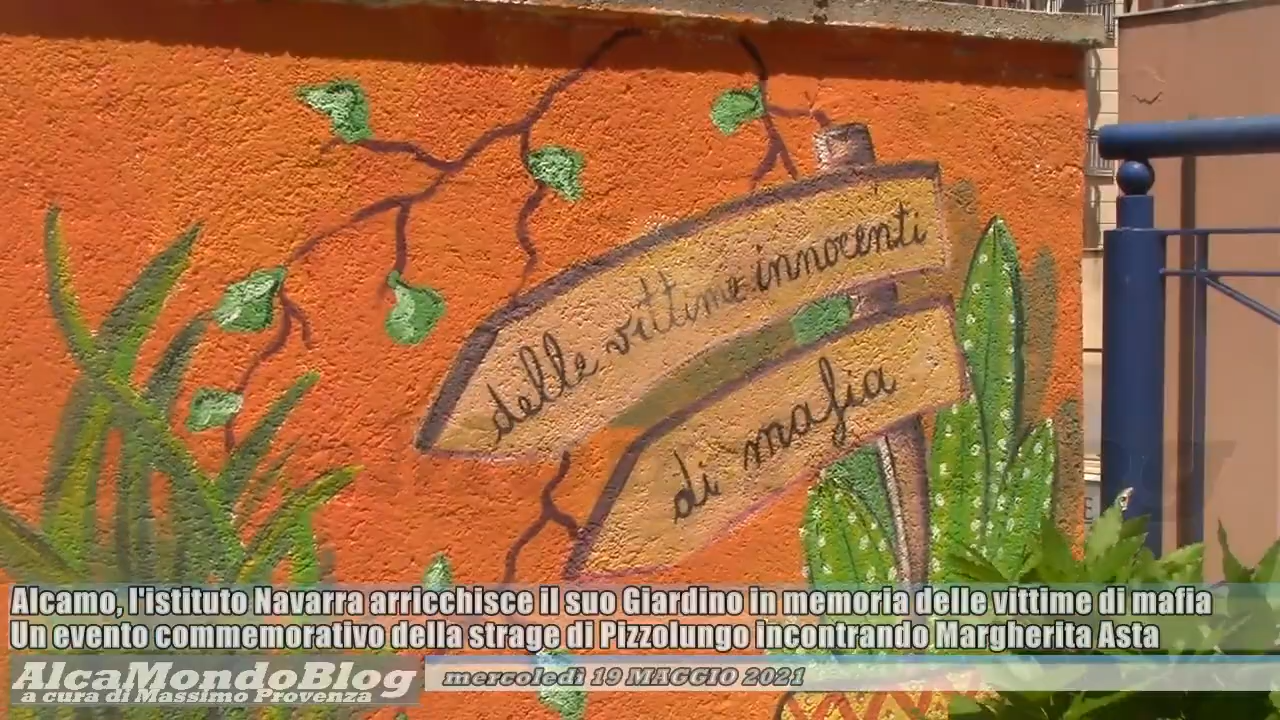 delle vittime innocenti
di mafia
E
Alcamo, l'istituto Navarra arricchisce il suo Giardino in memoria delle vittime di mafia
Un evento commemorativo della strage di Pizzolungo incontrando Margherita Asta
AlcaMondoBlog
a cura di Massimo Provenza
mercoledì 19 MAGGIO 2021